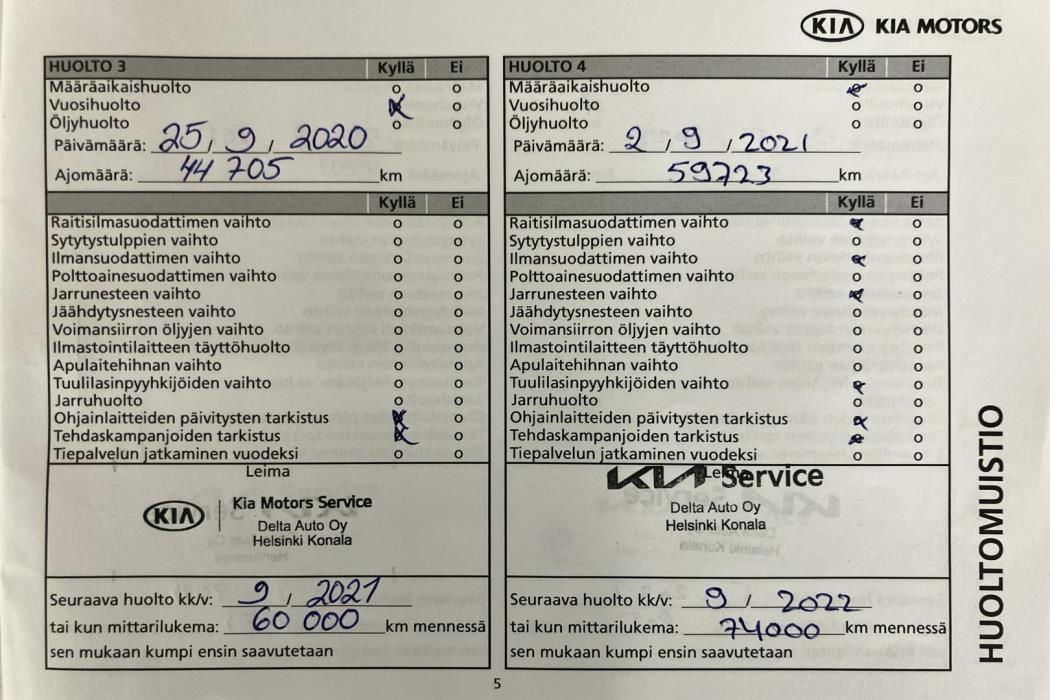 KIA KIA MOTORS
HUOLTO 3 Kyllä Ei
Määräaikaishuolto
Vuosihuolto
Öljyhuolto
Päivämäärä: 25 / 9 / 2020
Ajomäärä: 44 705 km
Kyllä Ei
Raitisilmasuodattimen vaihto
Sytytystulppien vaihto
Ilmansuodattimen vaihto
Polttoainesuodattimen vaihto
Jarrunesteen vaihto
Jäähdytysnesteen vaihto
Voimansiirron öljyjen vaihto
Ilmastointilaitteen täyttöhuolto
Apulaitehihnan vaihto
Tuulilasinpyyhkijöiden vaihto
Jarruhuolto
Ohjainlaitteiden päivitysten tarkistus
Tehdaskampanjoiden tarkistus
Tiepalvelun jatkaminen vuodeksi
Leima
KIA Kia Motors Service
Delta Auto Oy
Helsinki Konala
Seuraava huolto kk/v: 9 / 2021
tai kun mittarilukema: 60 000 km mennessä
sen mukaan kumpi ensin saavutetaan
HUOLTO 4 Kyllä Ei
Määräaikaishuolto
Vuosihuolto
Öljyhuolto
Päivämäärä: 2 / 9 / 2021
Ajomäärä: 59723 km
Kyllä Ei
Raitisilmasuodattimen vaihto
Sytytystulppien vaihto
Ilmansuodattimen vaihto
Polttoainesuodattimen vaihto
Jarrunesteen vaihto
Jäähdytysnesteen vaihto
Voimansiirron öljyjen vaihto
Ilmastointilaitteen täyttöhuolto
Apulaitehihnan vaihto
Tuulilasinpyyhkijöiden vaihto
Jarruhuolto
Ohjainlaitteiden päivitysten tarkistus
Tehdaskampanjoiden tarkistus
Tiepalvelun jatkaminen vuodeksi
Leima
KIA Service
Delta Auto Oy
Helsinki Konala
Seuraava huolto kk/v: 9 / 2022
tai kun mittarilukema: 74000 km mennessä
sen mukaan kumpi ensin saavutetaan
HUOLTOMUISTIO
5